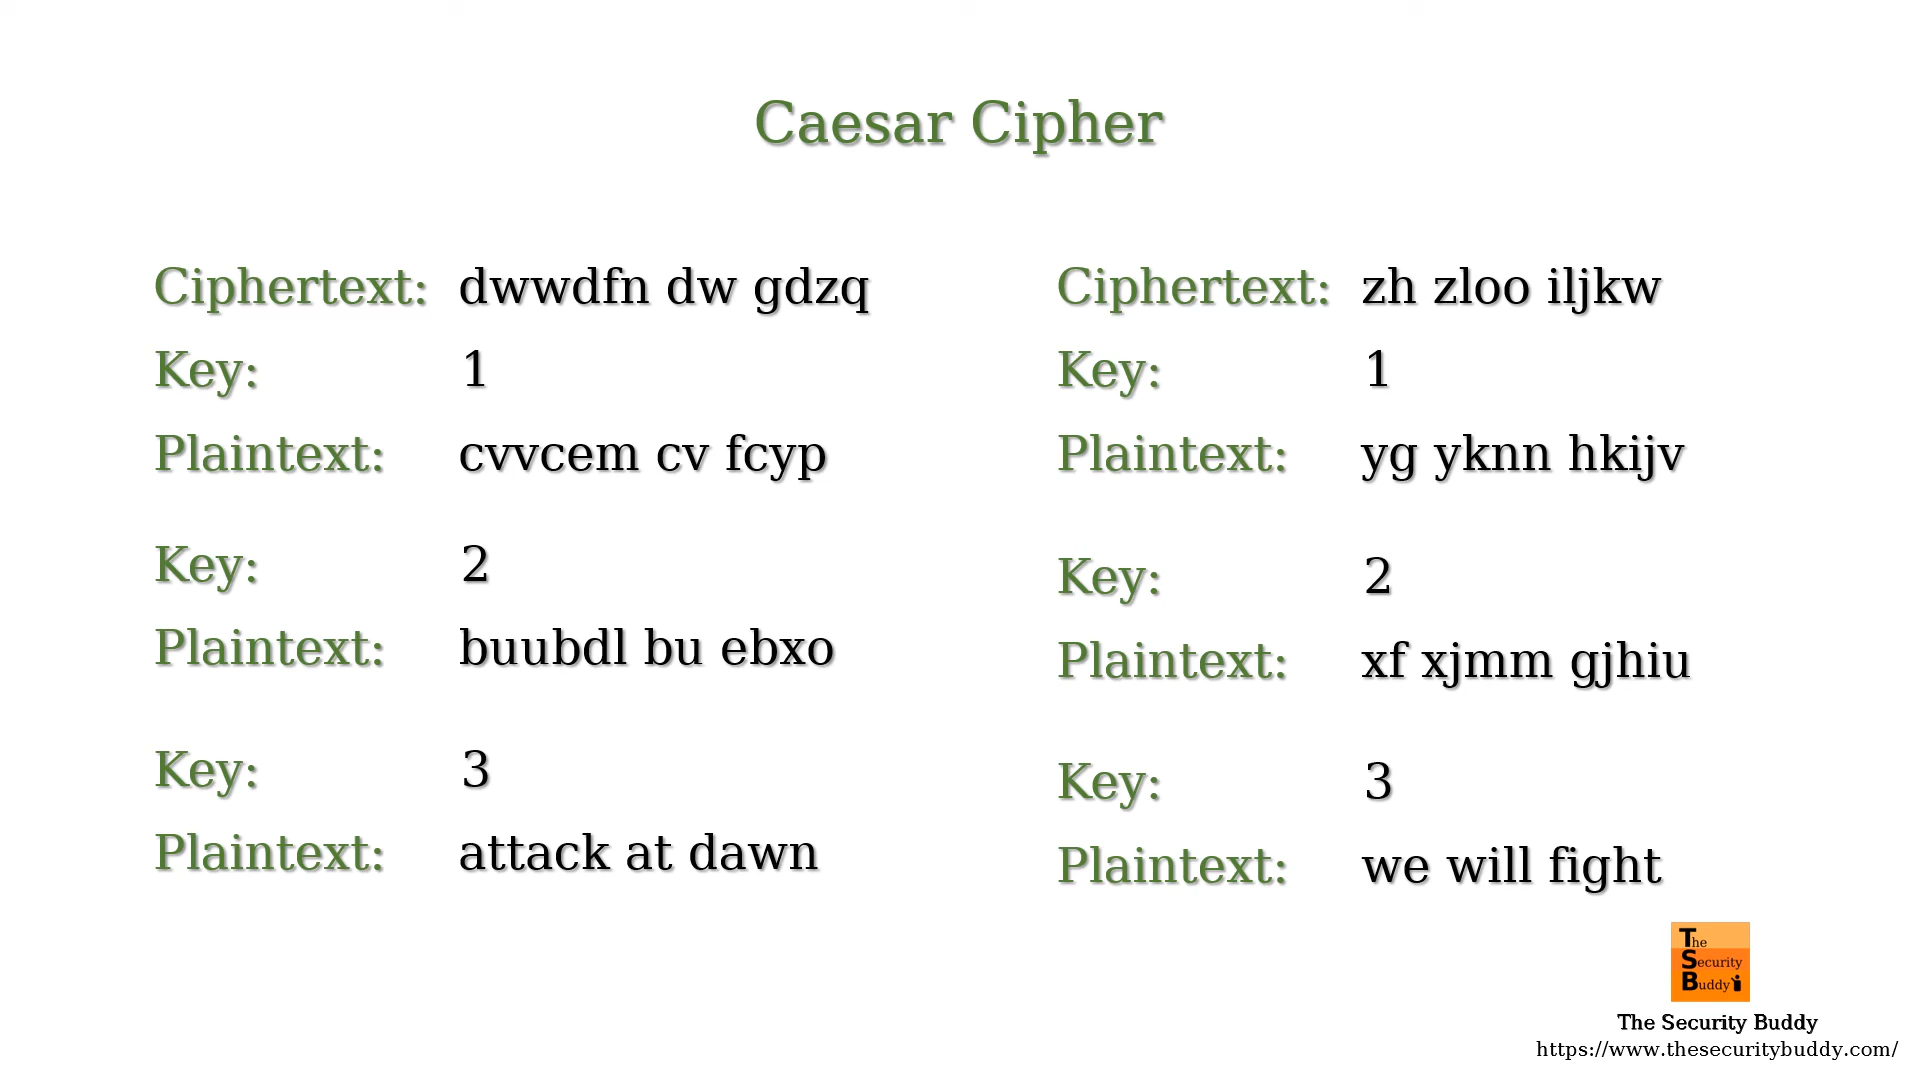 Caesar Cipher
Ciphertext: dwwdfn dw gdzq
Key: 1
Plaintext: cvvcem cv fcyp
Key: 2
Plaintext: buubdl bu ebxo
Key: 3
Plaintext: attack at dawn
Ciphertext: zh zloo iljkw
Key: 1
Plaintext: yg yknn hkijv
Key: 2
Plaintext: xf xjmm gjhiu
Key: 3
Plaintext: we will fight
The
Security
Buddy
The Security Buddy
https://www.thesecuritybuddy.com/